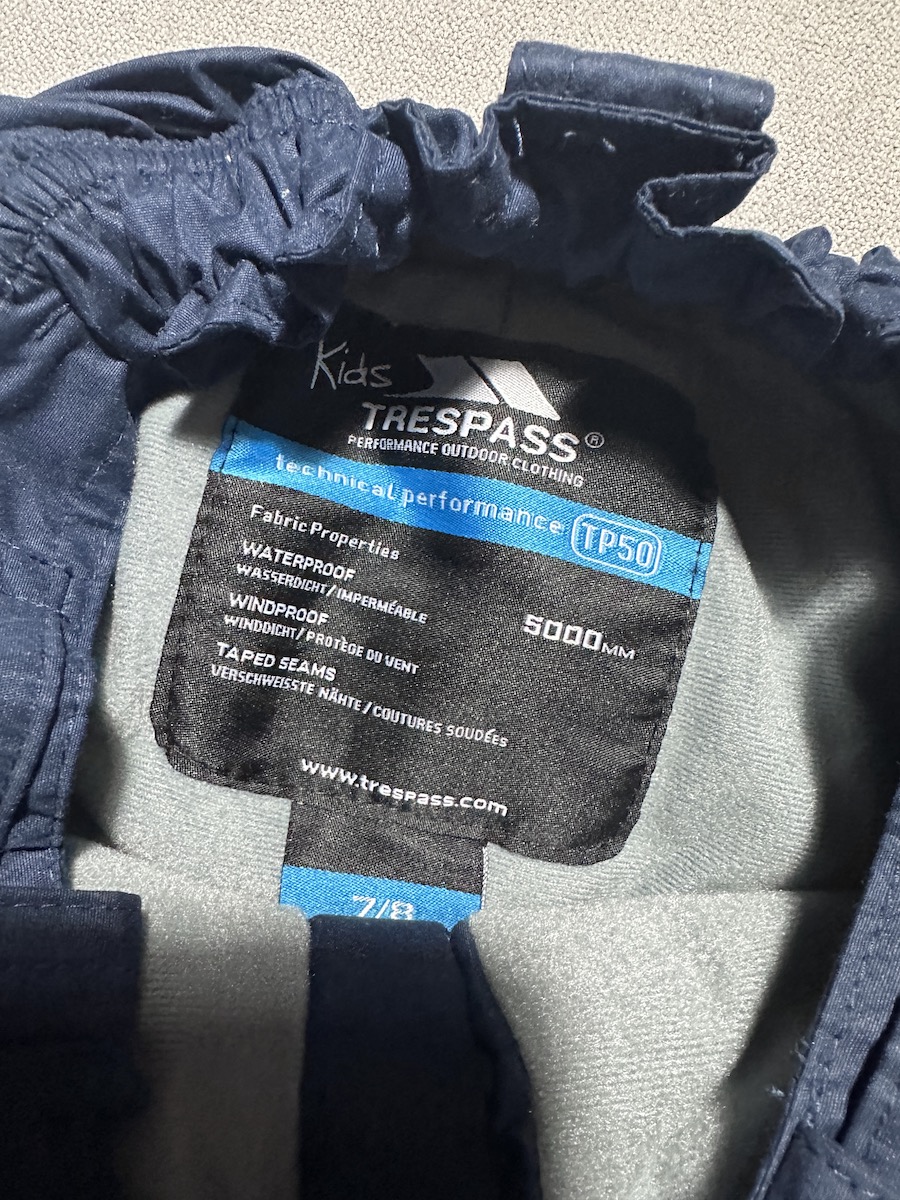 Kids
TRESPASS®
PERFORMANCE OUTDOOR CLOTHING
technical performance TP50
Fabric Properties
WATERPROOF
WASSERDICHT/IMPERMÉABLE
5000MM
WINDPROOF
WINDDICHT/PROTÈGE DU VENT
TAPED SEAMS
VERSCHWEISSTE NÄHTE/COUTURES SOUDÉES
www.trespass.com
7/8